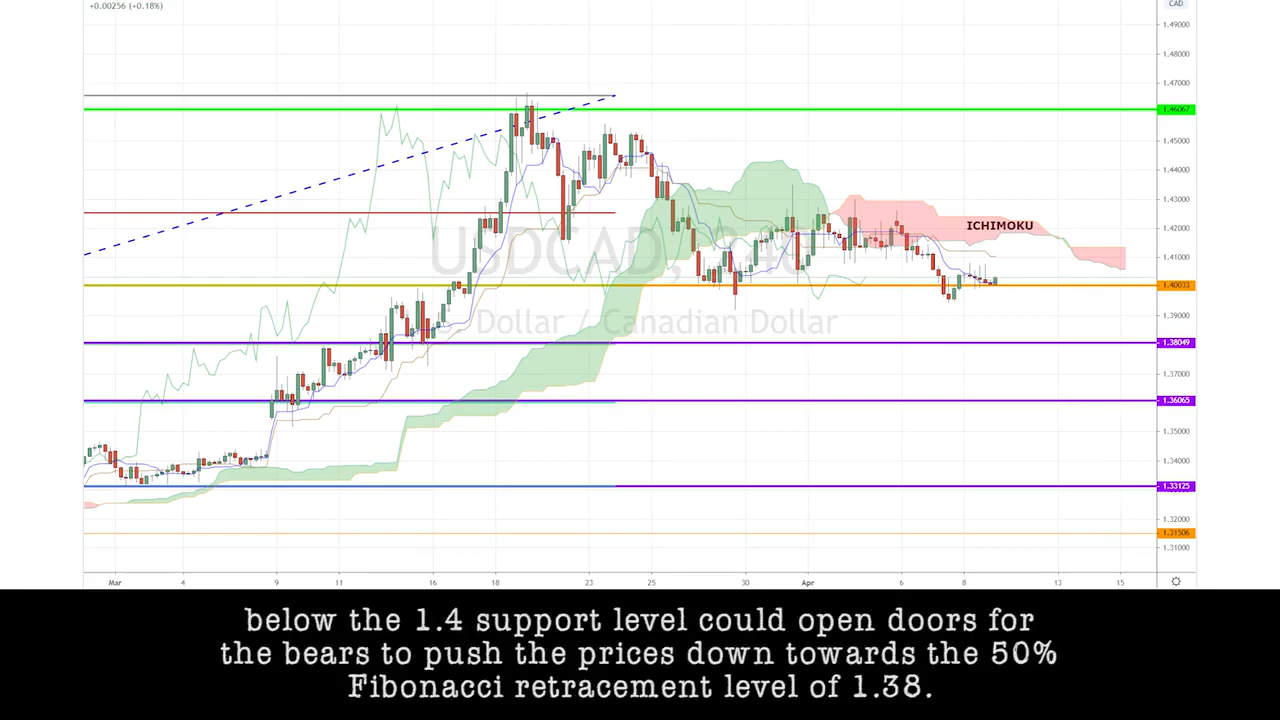 +0.00256 (+0.18%)
CAD
1.49000
1.48000
1.47000
1.46067
1.45000
1.44000
1.43000
1.42000
ICHIMOKU
USDCAD, 240
1.41000
1.40033
Dollar / Canadian Dollar
1.39000
1.38049
1.37000
1.36065
1.35000
1.34000
1.33125
1.32000
1.31506
1.31000
Mar 4 9 11 16 18 23 25 30 Apr 6 8 13 15
below the 1.4 support level could open doors for
the bears to push the prices down towards the 50%
Fibonacci retracement level of 1.38.